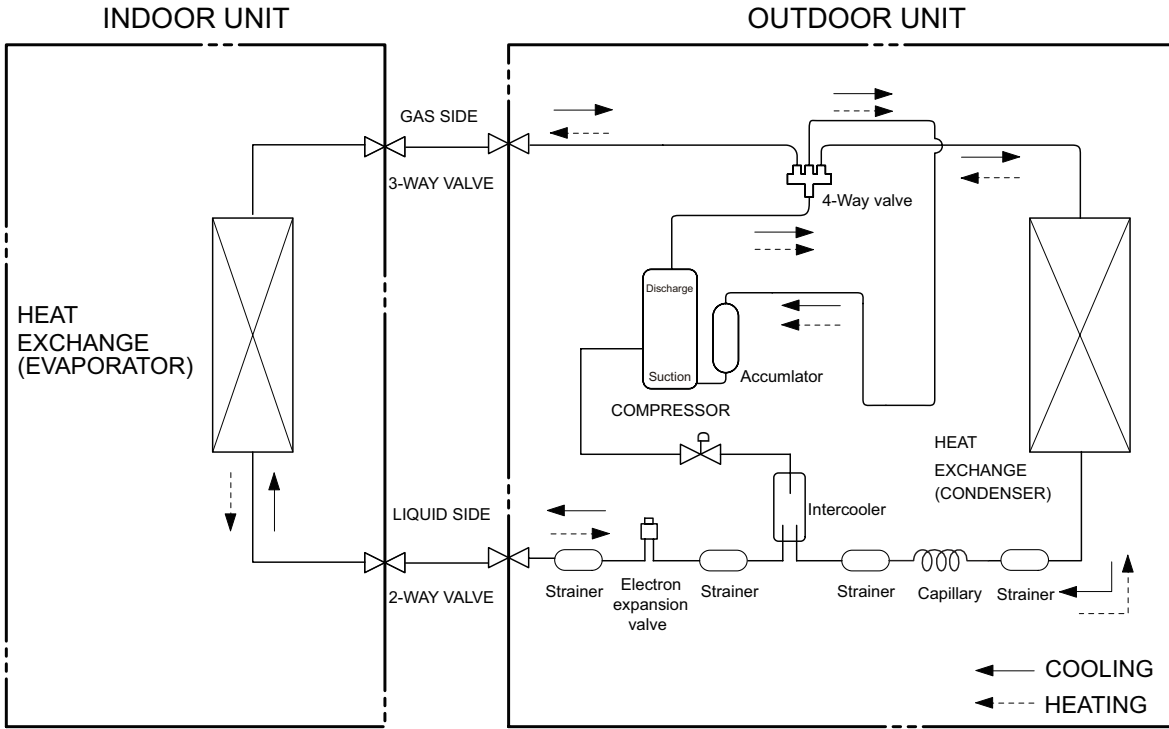 INDOOR UNIT
OUTDOOR UNIT
GAS SIDE
3-WAY VALVE
4-Way valve
HEAT
EXCHANGE
(EVAPORATOR)
Discharge
Suction
Accumlator
COMPRESSOR
HEAT
EXCHANGE
(CONDENSER)
Intercooler
LIQUID SIDE
2-WAY VALVE
Strainer
Electron
expansion
valve
Strainer
Strainer
Capillary
Strainer
COOLING
HEATING